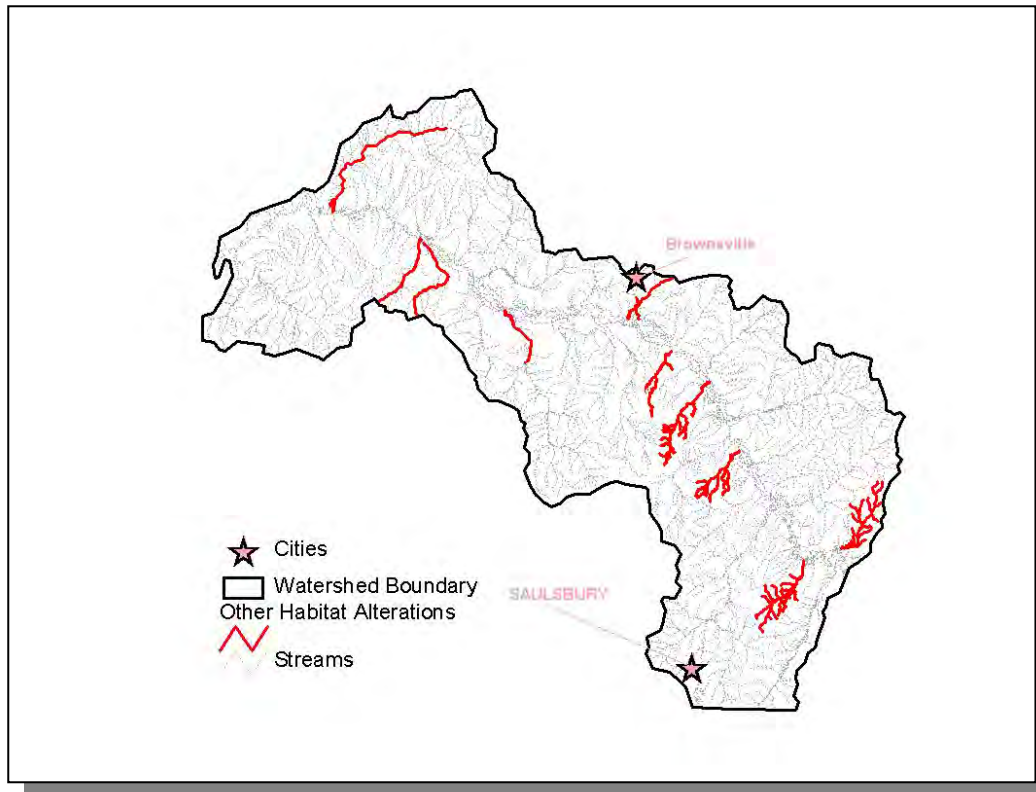 Brownsville
Cities
Watershed Boundary
SAULSBURY
Other Habitat Alterations
Streams